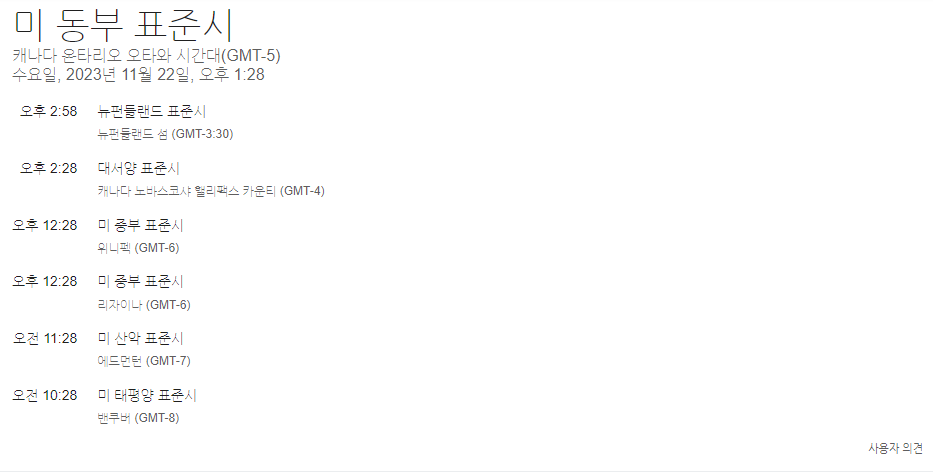 미 동부 표준시
캐나다 온타리오 오타와 시간대(GMT-5)
수요일, 2023년 11월 22일, 오후 1:28
오후 2:58 뉴펀들랜드 표준시
뉴펀들랜드 섬 (GMT-3:30)
오후 2:28 대서양 표준시
캐나다 노바스코샤 핼리팩스 카운티 (GMT-4)
오후 12:28 미 중부 표준시
위니펙 (GMT-6)
오후 12:28 미 중부 표준시
리자이나 (GMT-6)
오전 11:28 미 산악 표준시
에드먼턴 (GMT-7)
오전 10:28 미 태평양 표준시
밴쿠버 (GMT-8)
사용자 의견